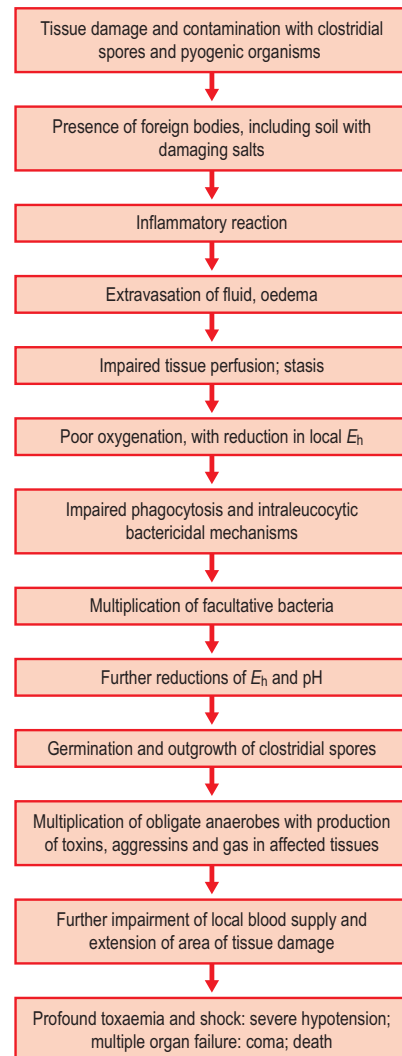 Tissue damage and contamination with clostridial
spores and pyogenic organisms
Presence of foreign bodies, including soil with
damaging salts
Inflammatory reaction
Extravasation of fluid, oedema
Impaired tissue perfusion; stasis
Poor oxygenation, with reduction in local Eh
Impaired phagocytosis and intraleucocytic
bactericidal mechanisms
Multiplication of facultative bacteria
Further reductions of Eh and pH
Germination and outgrowth of clostridial spores
Multiplication of obligate anaerobes with production
of toxins, aggressins and gas in affected tissues
Further impairment of local blood supply and
extension of area of tissue damage
Profound toxaemia and shock: severe hypotension;
multiple organ failure: coma; death